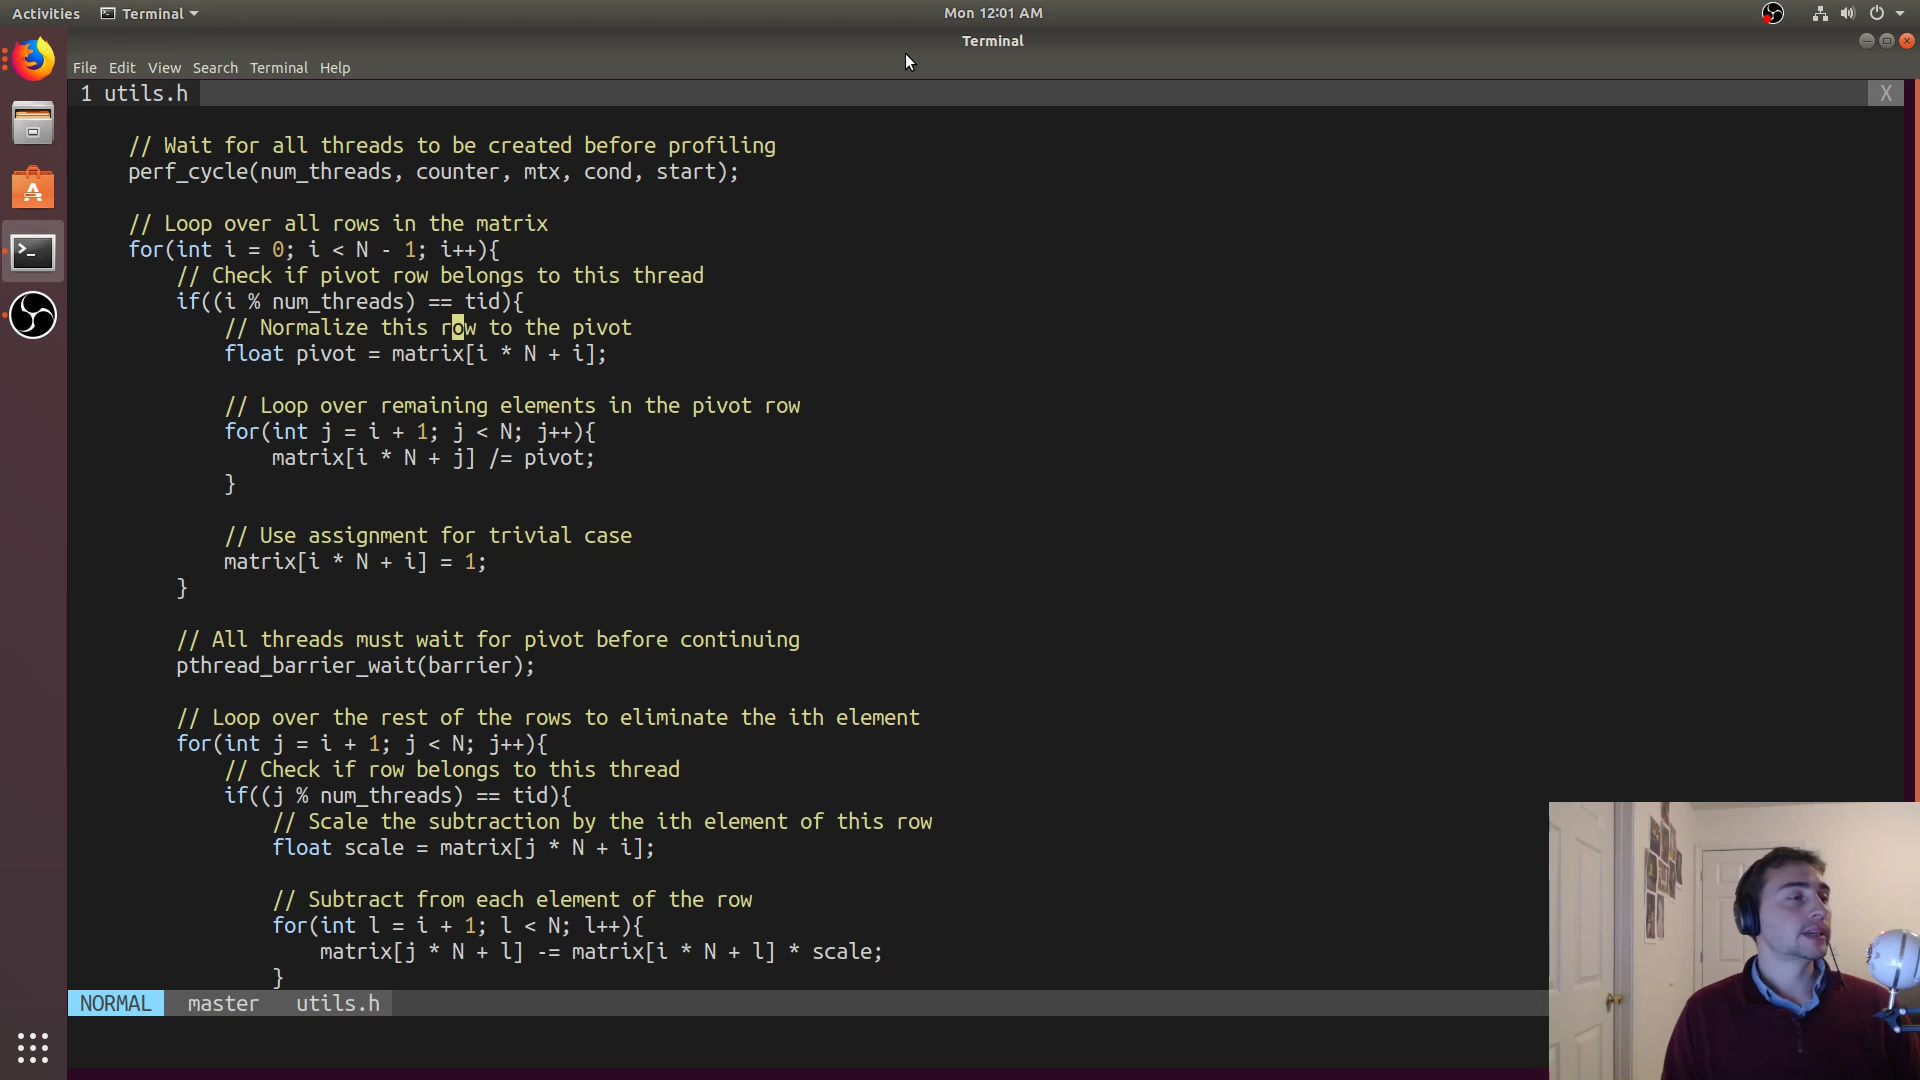 Activities Terminal Mon 12:01 AM
Terminal
File Edit View Search Terminal Help
1 utils.h X
// Wait for all threads to be created before profiling
perf_cycle(num_threads, counter, mtx, cond, start);
// Loop over all rows in the matrix
for(int i = 0; i < N - 1; i++){
// Check if pivot row belongs to this thread
if((i % num_threads) == tid){
// Normalize this row to the pivot
float pivot = matrix[i * N + i];
// Loop over remaining elements in the pivot row
for(int j = i + 1; j < N; j++){
matrix[i * N + j] /= pivot;
}
// Use assignment for trivial case
matrix[i * N + i] = 1;
}
// All threads must wait for pivot before continuing
pthread_barrier_wait(barrier);
// Loop over the rest of the rows to eliminate the ith element
for(int j = i + 1; j < N; j++){
// Check if row belongs to this thread
if((j % num_threads) == tid){
// Scale the subtraction by the ith element of this row
float scale = matrix[j * N + i];
// Subtract from each element of the row
for(int l = i + 1; l < N; l++){
matrix[j * N + l] -= matrix[i * N + l] * scale;
}
NORMAL master utils.h